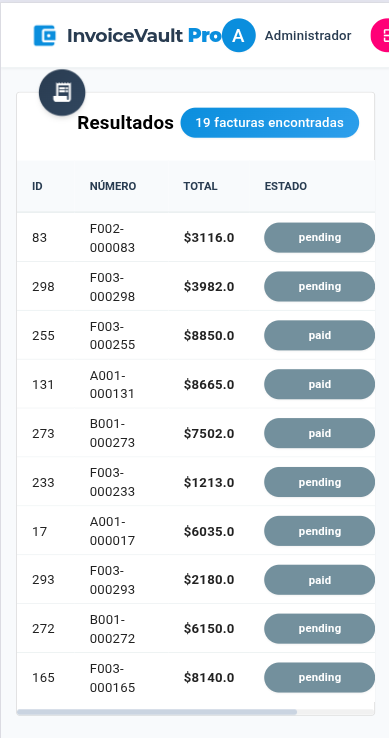 InvoiceVault Pro A Administrador
Resultados 19 facturas encontradas
ID NÚMERO TOTAL ESTADO
83 F002-000083 $3116.0 pending
298 F003-000298 $3982.0 pending
255 F003-000255 $8850.0 paid
131 A001-000131 $8665.0 paid
273 B001-000273 $7502.0 paid
233 F003-000233 $1213.0 pending
17 A001-000017 $6035.0 pending
293 F003-000293 $2180.0 paid
272 B001-000272 $6150.0 pending
165 F003-000165 $8140.0 pending